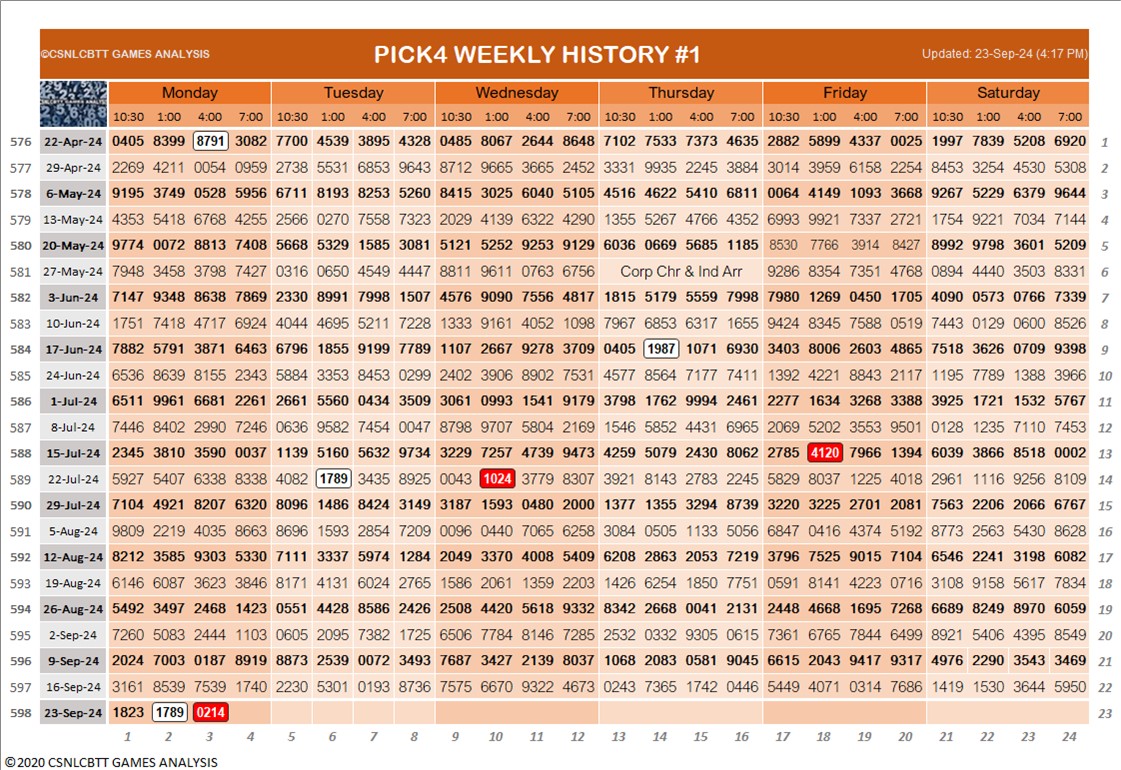 ©CSNLCBTT GAMES ANALYSIS PICK4 WEEKLY HISTORY #1 Updated: 23-Sep-24 (4:17 PM)
Monday Tuesday Wednesday Thursday Friday Saturday
10:30 1:00 4:00 7:00 10:30 1:00 4:00 7:00 10:30 1:00 4:00 7:00 10:30 1:00 4:00 7:00 10:30 1:00 4:00 7:00 10:30 1:00 4:00 7:00
576 22-Apr-24 0405 8399 8791 3082 7700 4539 3895 4328 0485 8067 2644 8648 7102 7533 7373 4635 2882 5899 4337 0025 1997 7839 5208 6920 1
577 29-Apr-24 2269 4211 0054 0959 2738 5531 6853 9643 8712 9665 3665 2452 3331 9935 2245 3884 3014 3959 6158 2254 8453 3254 4530 5308 2
578 6-May-24 9195 3749 0528 5956 6711 8193 8253 5260 8415 3025 6040 5105 4516 4622 5410 6811 0064 4149 1093 3668 9267 5229 6379 9644 3
579 13-May-24 4353 5418 6768 4255 2566 0270 7558 7323 2029 4139 6322 4290 1355 5267 4766 4352 6993 9921 7337 2721 1754 9221 7034 7144 4
580 20-May-24 9774 0072 8813 7408 5668 5329 1585 3081 5121 5252 9253 9129 6036 0669 5685 1185 8530 7766 3914 8427 8992 9798 3601 5209 5
581 27-May-24 7948 3458 3798 7427 0316 0650 4549 4447 8811 9611 0763 6756 Corp Chr & Ind Arr 9286 8354 7351 4768 0894 4440 3503 8331 6
582 3-Jun-24 7147 9348 8638 7869 2330 8991 7998 1507 4576 9090 7556 4817 1815 5179 5559 7998 7980 1269 0450 1705 4090 0573 0766 7339 7
583 10-Jun-24 1751 7418 4717 6924 4044 4695 5211 7228 1333 9161 4052 1098 7967 6853 6317 1655 9424 8345 7588 0519 7443 0129 0600 8526 8
584 17-Jun-24 7882 5791 3871 6463 6796 1855 9199 7789 1107 2667 9278 3709 0405 1987 1071 6930 3403 8006 2603 4865 7518 3626 0709 9398 9
585 24-Jun-24 6536 8639 8155 2343 5884 3353 8453 0299 2402 3906 8902 7531 4577 8564 7177 7411 1392 4221 8843 2117 1195 7789 1388 3966 10
586 1-Jul-24 6511 9961 6681 2261 2661 5560 0434 3509 3061 0993 1541 9179 3798 1762 9994 2461 2277 1634 3268 3388 3925 1721 1532 5767 11
587 8-Jul-24 7446 8402 2990 7246 0636 9582 7454 0047 8798 9707 5804 2169 1546 5852 4431 6965 2069 5202 3553 9501 0128 1235 7110 7453 12
588 15-Jul-24 2345 3810 3590 0037 1139 5160 5632 9734 3229 7257 4739 9473 4259 5079 2430 8062 2785 4120 7966 1394 6039 3866 8518 0002 13
589 22-Jul-24 5927 5407 6338 8338 4082 1789 3435 8925 0043 1024 3779 8307 3921 8143 2783 2245 5829 8037 1225 4018 2961 1116 9256 8109 14
590 29-Jul-24 7104 4921 8207 6320 8096 1486 8424 3149 3187 1593 0480 2000 1377 1355 3294 8739 3220 3225 2701 2081 7563 2206 2066 6767 15
591 5-Aug-24 9809 2219 4035 8663 8696 1593 2854 7209 0096 0440 7065 6258 3084 0505 1133 5056 6847 0416 4374 5192 8773 2563 5430 8628 16
592 12-Aug-24 8212 3585 9303 5330 7111 3337 5974 1284 2049 3370 4008 5409 6208 2863 2053 7219 3796 7525 9015 7104 6546 2241 3198 6082 17
593 19-Aug-24 6146 6087 3623 3846 8171 4131 6024 2765 1586 2061 1359 2203 1426 6254 1850 7751 0591 8141 4223 0716 3108 9158 5617 7834 18
594 26-Aug-24 5492 3497 2468 1423 0551 4428 8586 2426 2508 4420 5618 9332 8342 2668 0041 2131 2448 4668 1695 7268 6689 8249 8970 6059 19
595 2-Sep-24 7260 5083 2444 1103 0605 2095 7382 1725 6506 7784 8146 7285 2532 0332 9305 0615 7361 6765 7844 6499 8921 5406 4395 8549 20
596 9-Sep-24 2024 7003 0187 8919 8873 2539 0072 3493 7687 3427 2139 8037 1068 2083 0581 9045 6615 2043 9417 9317 4976 2290 3543 3469 21
597 16-Sep-24 3161 8539 7539 1740 2230 5301 0193 8736 7575 6670 9322 4673 0243 7365 1742 0446 5449 4071 0314 7686 1419 1530 3644 5950 22
598 23-Sep-24 1823 1789 0214 23
1 2 3 4 5 6 7 8 9 10 11 12 13 14 15 16 17 18 19 20 21 22 23 24
©2020 CSNLCBTT GAMES ANALYSIS